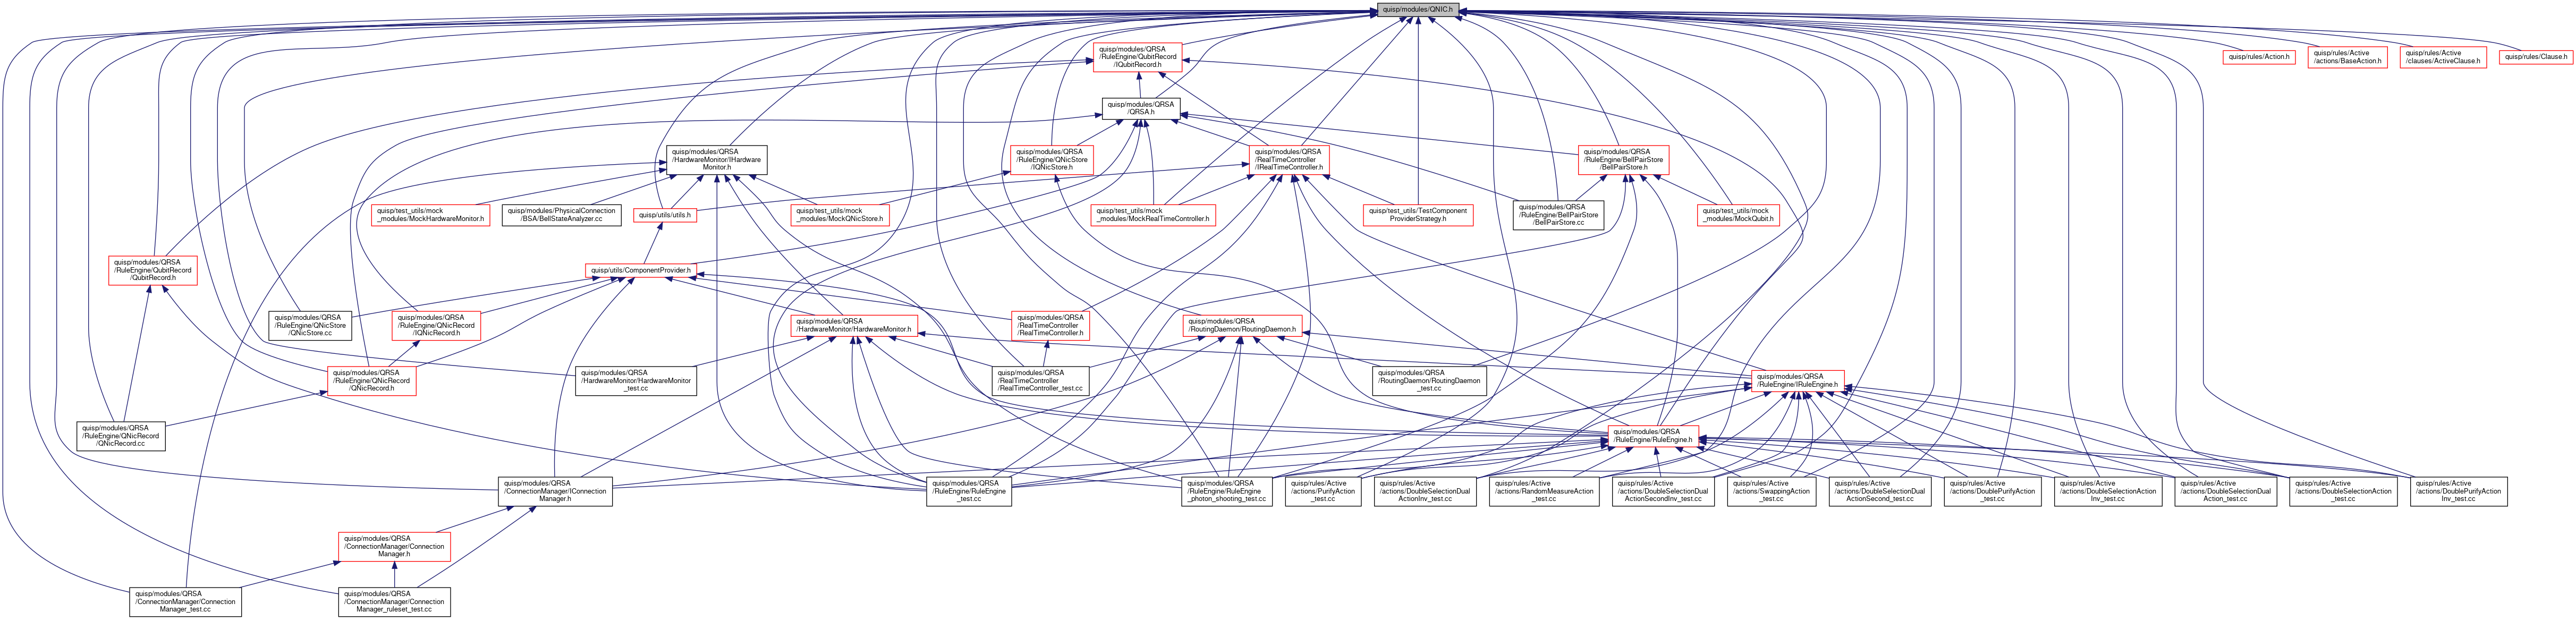 quisp/modules/QNIC.h
quisp/modules/QRSA
/RuleEngine/QubitRecord
/IQubitRecord.h
quisp/rules/Action.h
quisp/rules/Active
/actions/BaseAction.h
quisp/rules/Active
/clauses/ActiveClause.h
quisp/rules/Clause.h
quisp/modules/QRSA
/QRSA.h
quisp/modules/QRSA
/HardwareMonitor/IHardware
Monitor.h
quisp/modules/QRSA
/RuleEngine/QNicStore
/IQNicStore.h
quisp/modules/QRSA
/RealTimeController
/IRealTimeController.h
quisp/modules/QRSA
/RuleEngine/BellPairStore
/BellPairStore.h
quisp/test_utils/mock
_modules/MockHardwareMonitor.h
quisp/modules/PhysicalConnection
/BSA/BellStateAnalyzer.cc
quisp/utils/utils.h
quisp/test_utils/mock
_modules/MockQNicStore.h
quisp/test_utils/mock
_modules/MockRealTimeController.h
quisp/test_utils/TestComponent
ProviderStrategy.h
quisp/modules/QRSA
/RuleEngine/BellPairStore
/BellPairStore.cc
quisp/test_utils/mock
_modules/MockQubit.h
quisp/modules/QRSA
/RuleEngine/QubitRecord
/QubitRecord.h
quisp/utils/ComponentProvider.h
quisp/modules/QRSA
/RuleEngine/QNicStore
/QNicStore.cc
quisp/modules/QRSA
/RuleEngine/QNicRecord
/IQNicRecord.h
quisp/modules/QRSA
/HardwareMonitor/HardwareMonitor.h
quisp/modules/QRSA
/RealTimeController
/RealTimeController.h
quisp/modules/QRSA
/RoutingDaemon/RoutingDaemon.h
quisp/modules/QRSA
/RuleEngine/QNicRecord
/QNicRecord.h
quisp/modules/QRSA
/HardwareMonitor/HardwareMonitor
_test.cc
quisp/modules/QRSA
/RealTimeController
/RealTimeController_test.cc
quisp/modules/QRSA
/RoutingDaemon/RoutingDaemon
_test.cc
quisp/modules/QRSA
/RuleEngine/IRuleEngine.h
quisp/modules/QRSA
/RuleEngine/QNicRecord
/QNicRecord.cc
quisp/modules/QRSA
/RuleEngine/RuleEngine.h
quisp/modules/QRSA
/ConnectionManager/IConnection
Manager.h
quisp/modules/QRSA
/RuleEngine/RuleEngine
_test.cc
quisp/modules/QRSA
/RuleEngine/RuleEngine
_photon_shooting_test.cc
quisp/rules/Active
/actions/PurifyAction
_test.cc
quisp/rules/Active
/actions/DoubleSelectionDual
ActionInv_test.cc
quisp/rules/Active
/actions/RandomMeasureAction
_test.cc
quisp/rules/Active
/actions/DoubleSelectionDual
ActionSecondInv_test.cc
quisp/rules/Active
/actions/SwappingAction
_test.cc
quisp/rules/Active
/actions/DoubleSelectionDual
ActionSecond_test.cc
quisp/rules/Active
/actions/DoublePurifyAction
_test.cc
quisp/rules/Active
/actions/DoubleSelectionAction
Inv_test.cc
quisp/rules/Active
/actions/DoubleSelectionDual
Action_test.cc
quisp/rules/Active
/actions/DoubleSelectionAction
_test.cc
quisp/rules/Active
/actions/DoublePurifyAction
Inv_test.cc
quisp/modules/QRSA
/ConnectionManager/Connection
Manager.h
quisp/modules/QRSA
/ConnectionManager/Connection
Manager_test.cc
quisp/modules/QRSA
/ConnectionManager/Connection
Manager_ruleset_test.cc